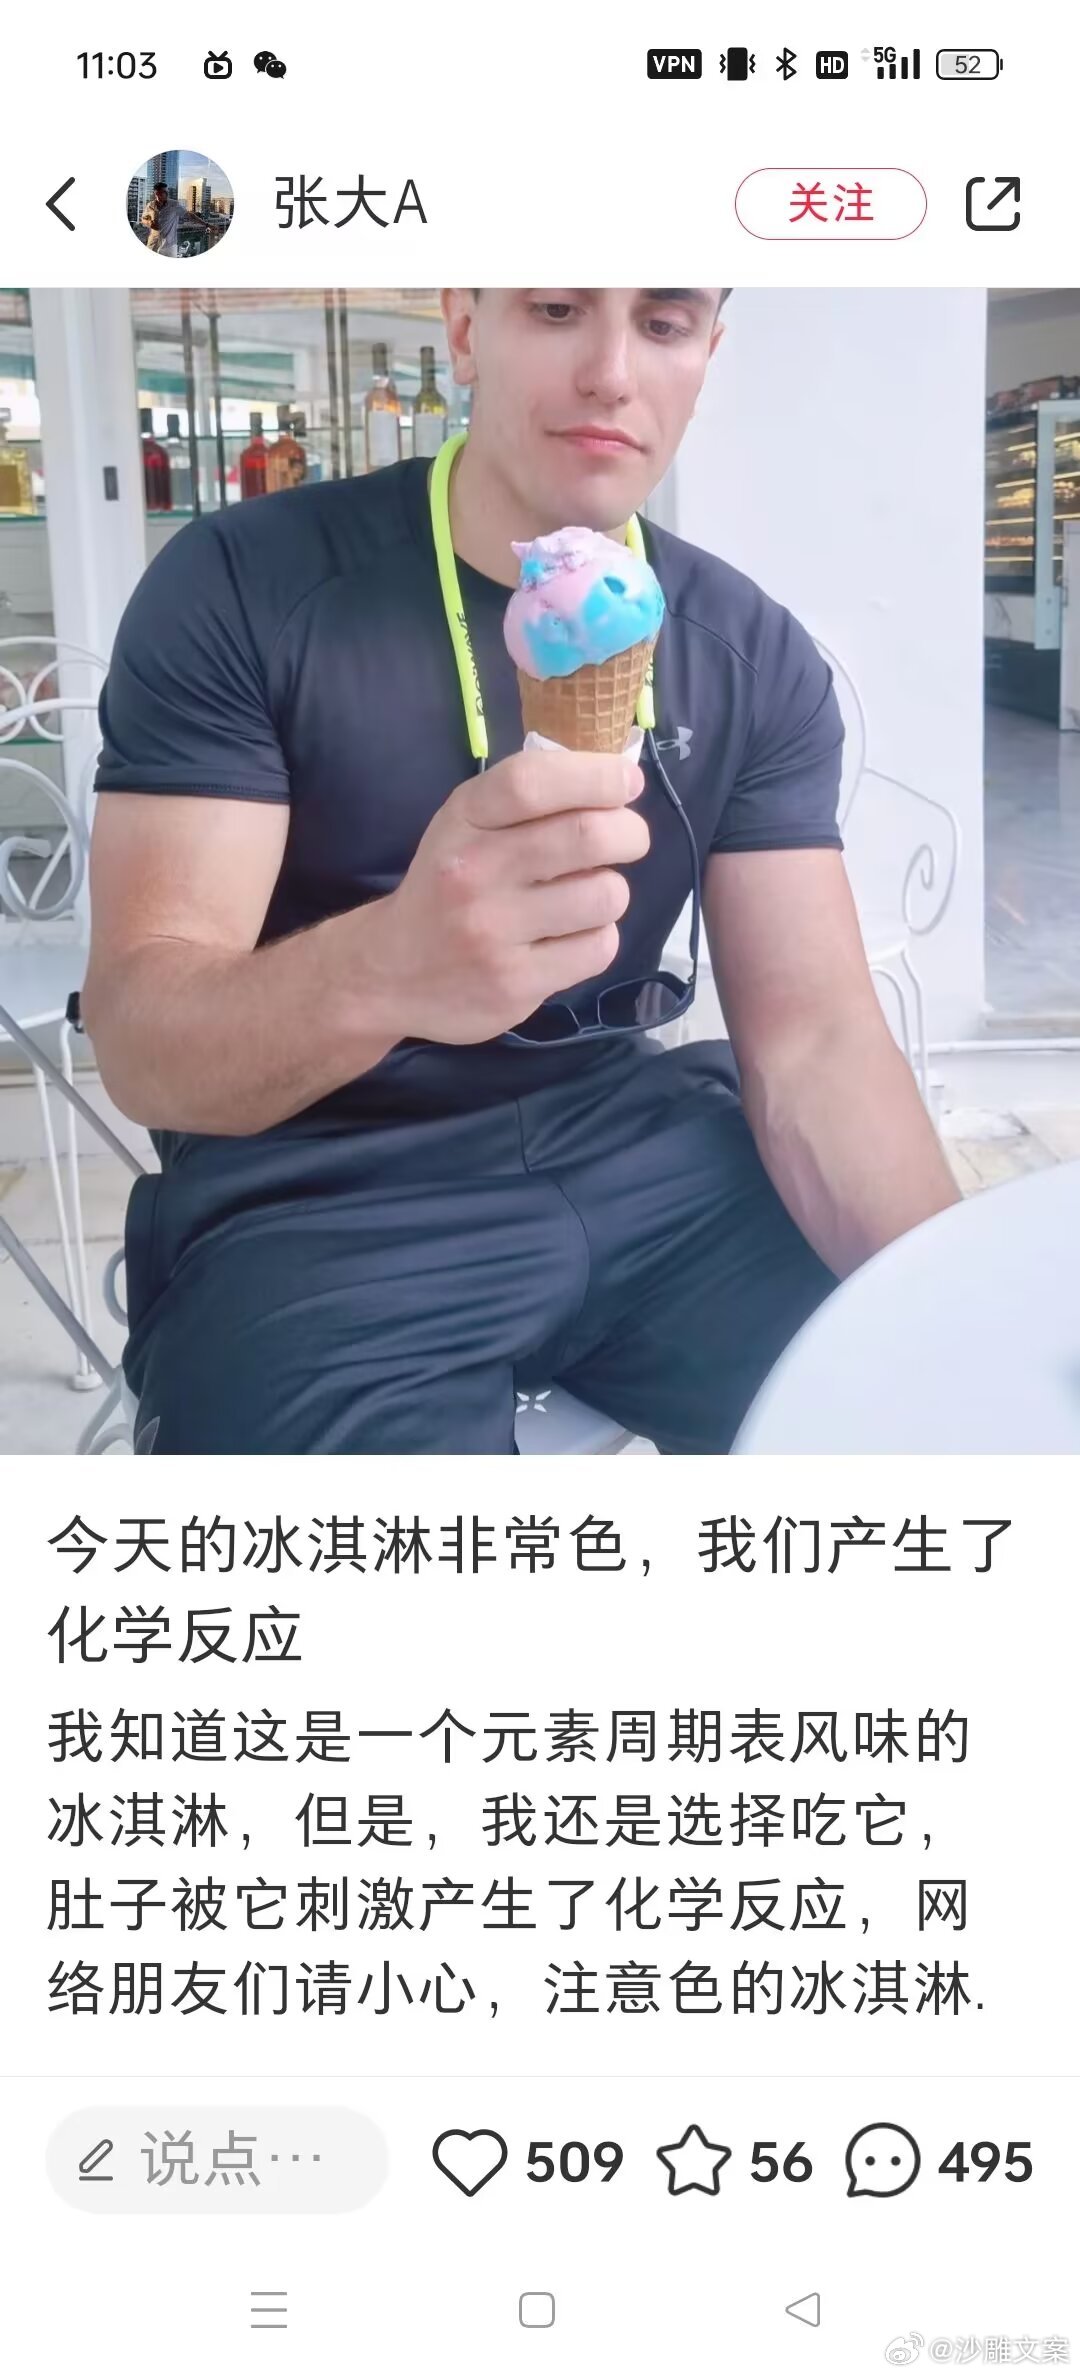 11:03 VPN HD 5G 52
张大A 关注
今天的冰淇淋非常色，我们产生了
化学反应
我知道这是一个元素周期表风味的
冰淇淋，但是，我还是选择吃它，
肚子被它刺激产生了化学反应，网
络朋友们请小心，注意色的冰淇淋.
说点… 509 56 495
@沙雕文案